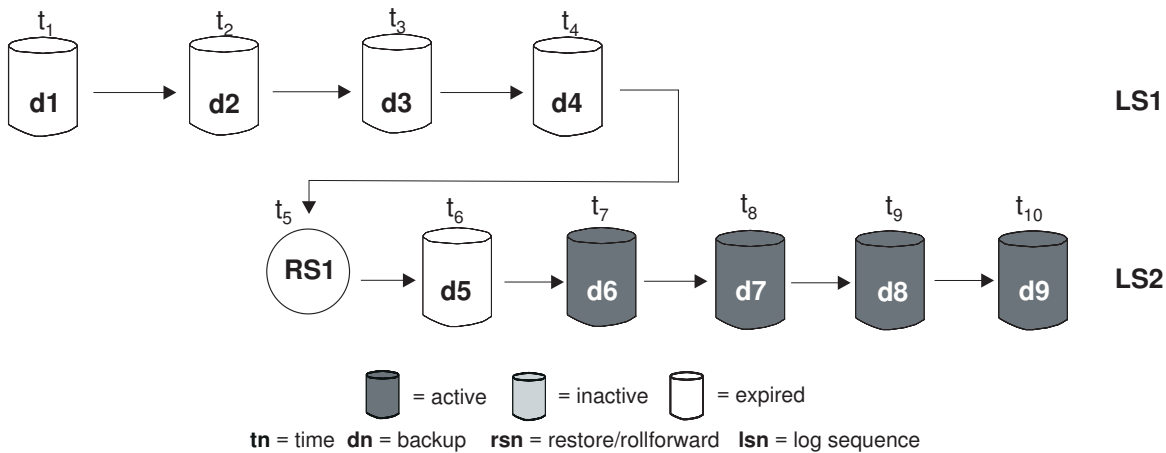 t1 t2 t3 t4
d1 d2 d3 d4 LS1
t5 t6 t7 t8 t9 t10
RS1 d5 d6 d7 d8 d9 LS2
= active = inactive = expired
tn = time dn = backup rsn = restore/rollforward lsn = log sequence